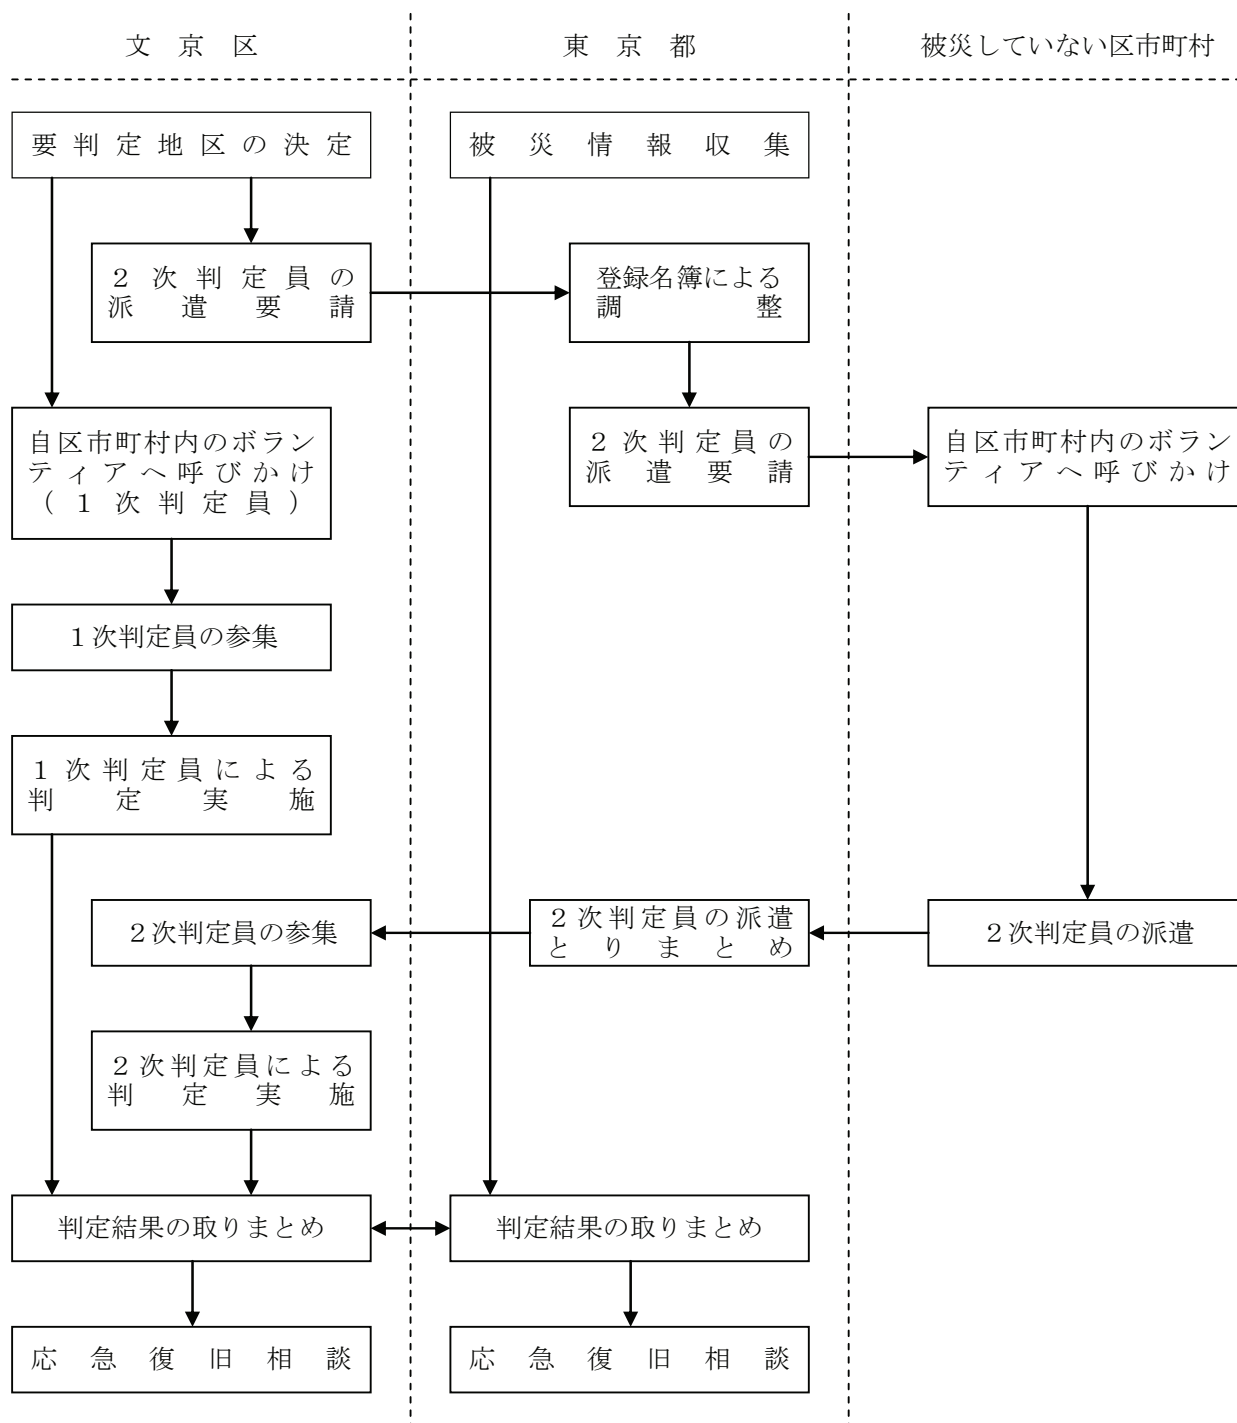 文京区
東京都
被災していない区市町村
要判定地区の決定
被災情報収集
２次判定員の
派遣要請
登録名簿による
調整
自区市町村内のボラン
ティアへ呼びかけ
（１次判定員）
２次判定員の
派遣要請
自区市町村内のボラン
ティアへ呼びかけ
１次判定員の参集
１次判定員による
判定実施
２次判定員の参集
２次判定員の派遣
とりまとめ
２次判定員の派遣
２次判定員による
判定実施
判定結果の取りまとめ
判定結果の取りまとめ
応急復旧相談
応急復旧相談